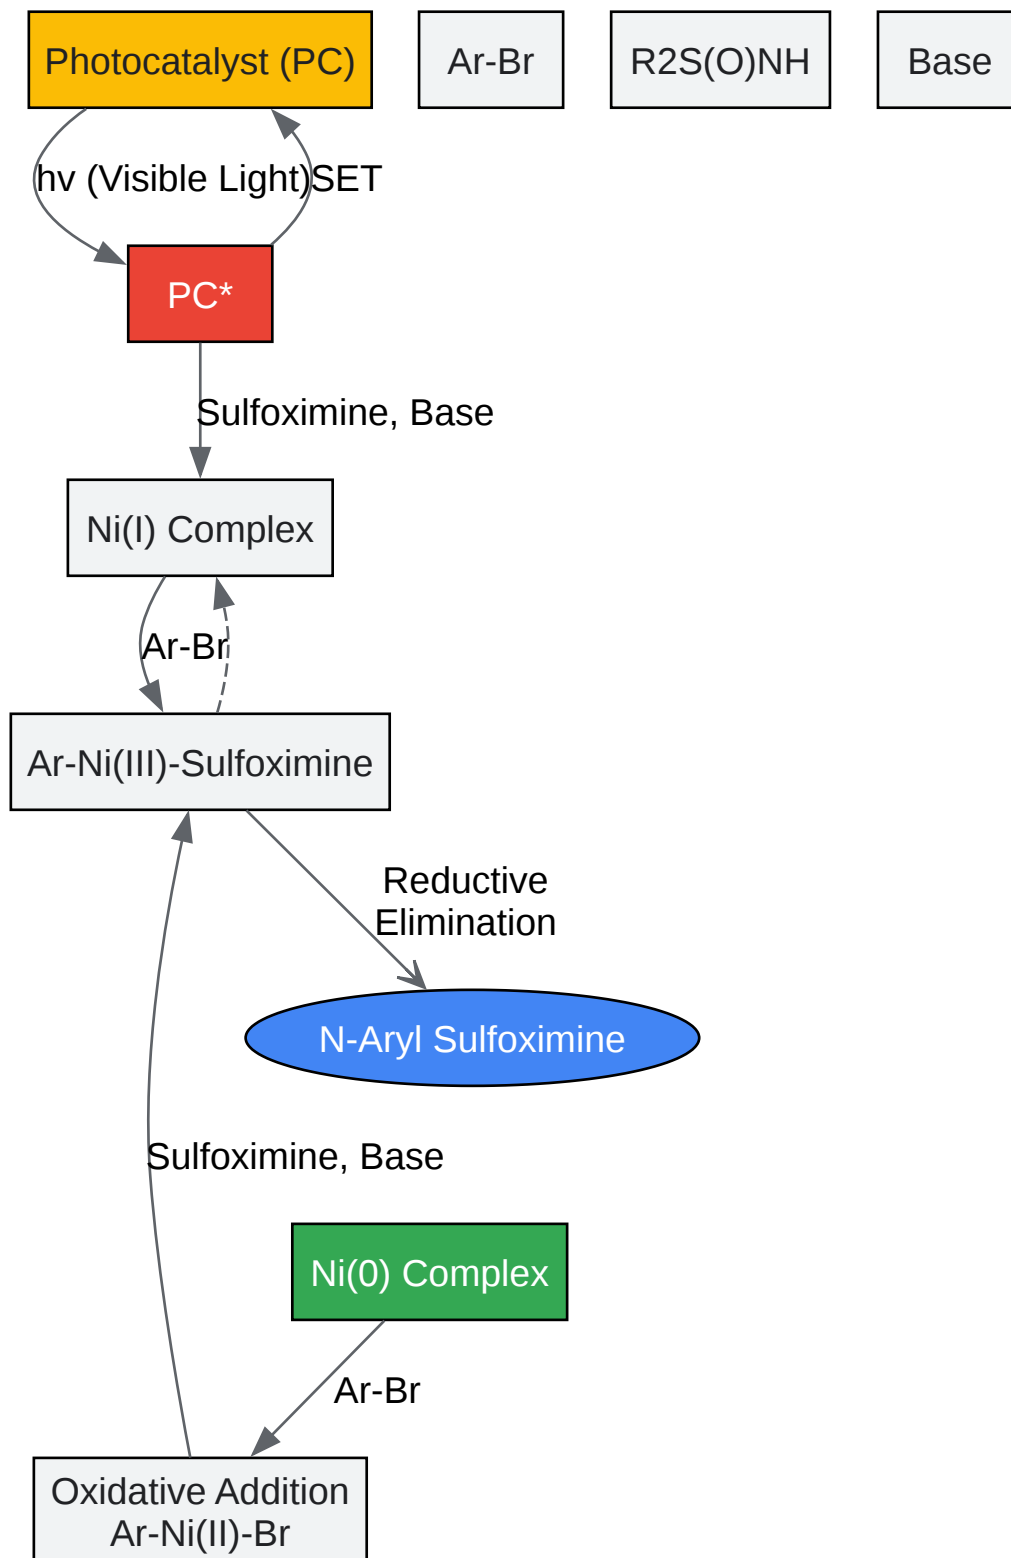 Photocatalyst (PC)
Ar-Br
R2S(O)NH
Base
hv (Visible Light)
SET
PC*
Sulfoximine, Base
Ni(I) Complex
Ar-Br
Ar-Ni(III)-Sulfoximine
Reductive
Elimination
N-Aryl Sulfoximine
Sulfoximine, Base
Ni(0) Complex
Ar-Br
Oxidative Addition
Ar-Ni(II)-Br